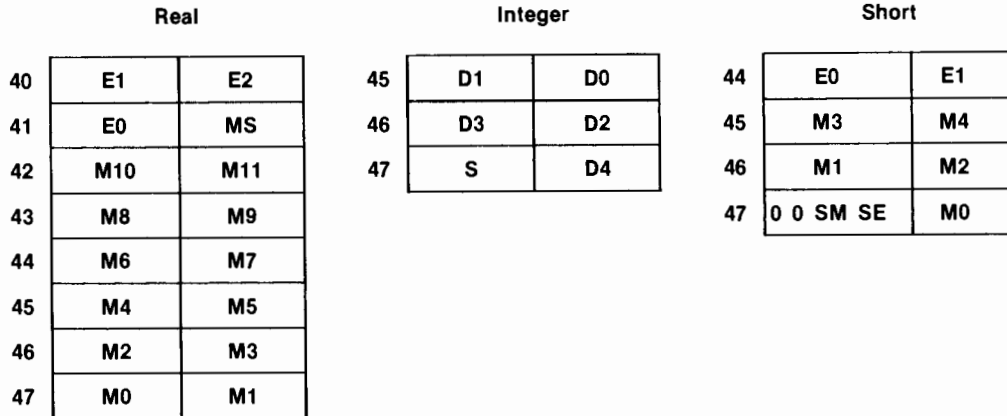 Real Integer Short
40 E1 E2 45 D1 D0 44 E0 E1
41 E0 MS 46 D3 D2 45 M3 M4
42 M10 M11 47 S D4 46 M1 M2
43 M8 M9 47 0 0 SM SE M0
44 M6 M7
45 M4 M5
46 M2 M3
47 M0 M1